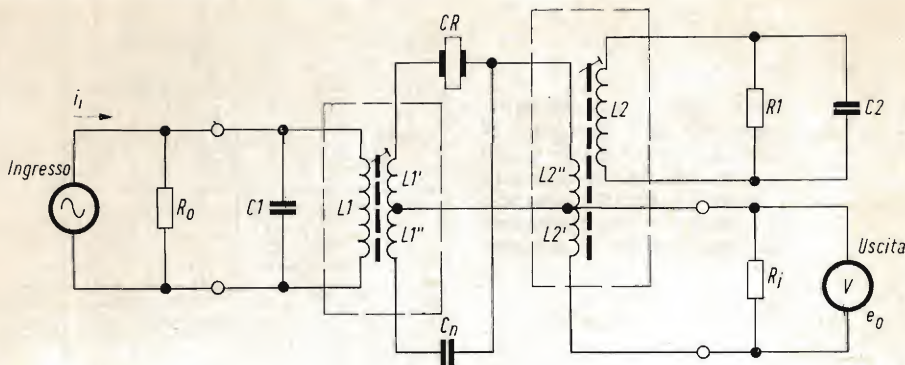 CR
i₁
Ingresso
R₀
C1
L1
L1'
L1"
Cn
L2"
L2'
L2
R1
C2
Uscita
Ri
V
e₀